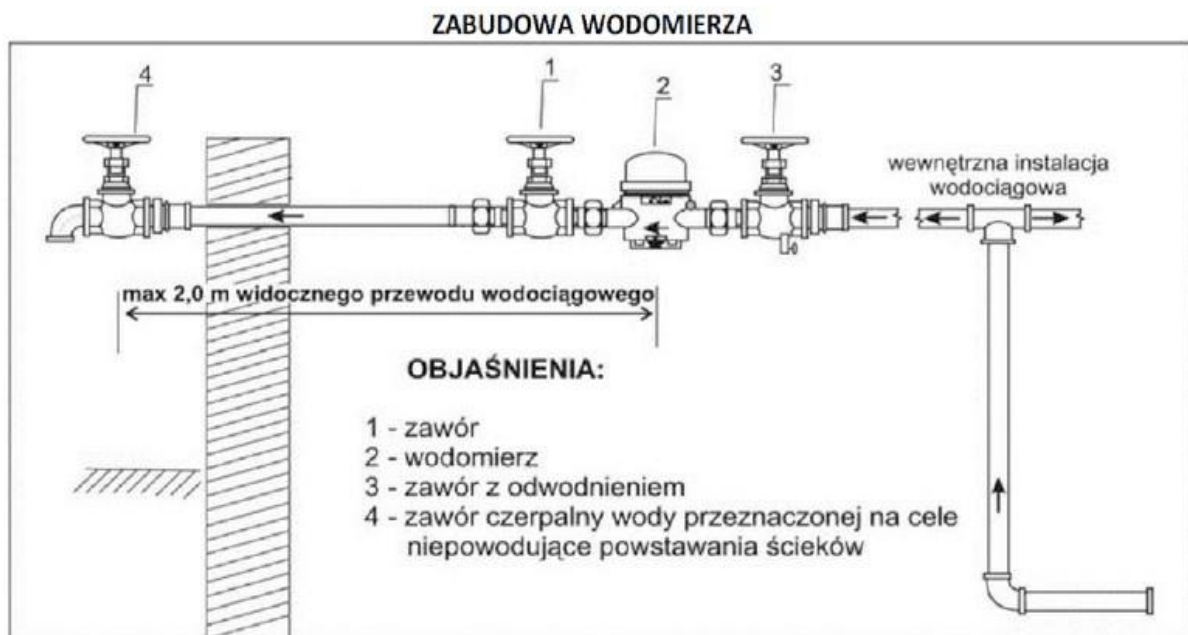 ZABUDOWA WODOMIERZA
4
1
2
3
wewnętrzna instalacja
wodociągowa
max 2,0 m widocznego przewodu wodociągowego
OBJAŚNIENIA:
1 - zawór
2 - wodomierz
3 - zawór z odwodnieniem
4 - zawór czerpalny wody przeznaczonej na cele
niepowodujące powstawania ścieków